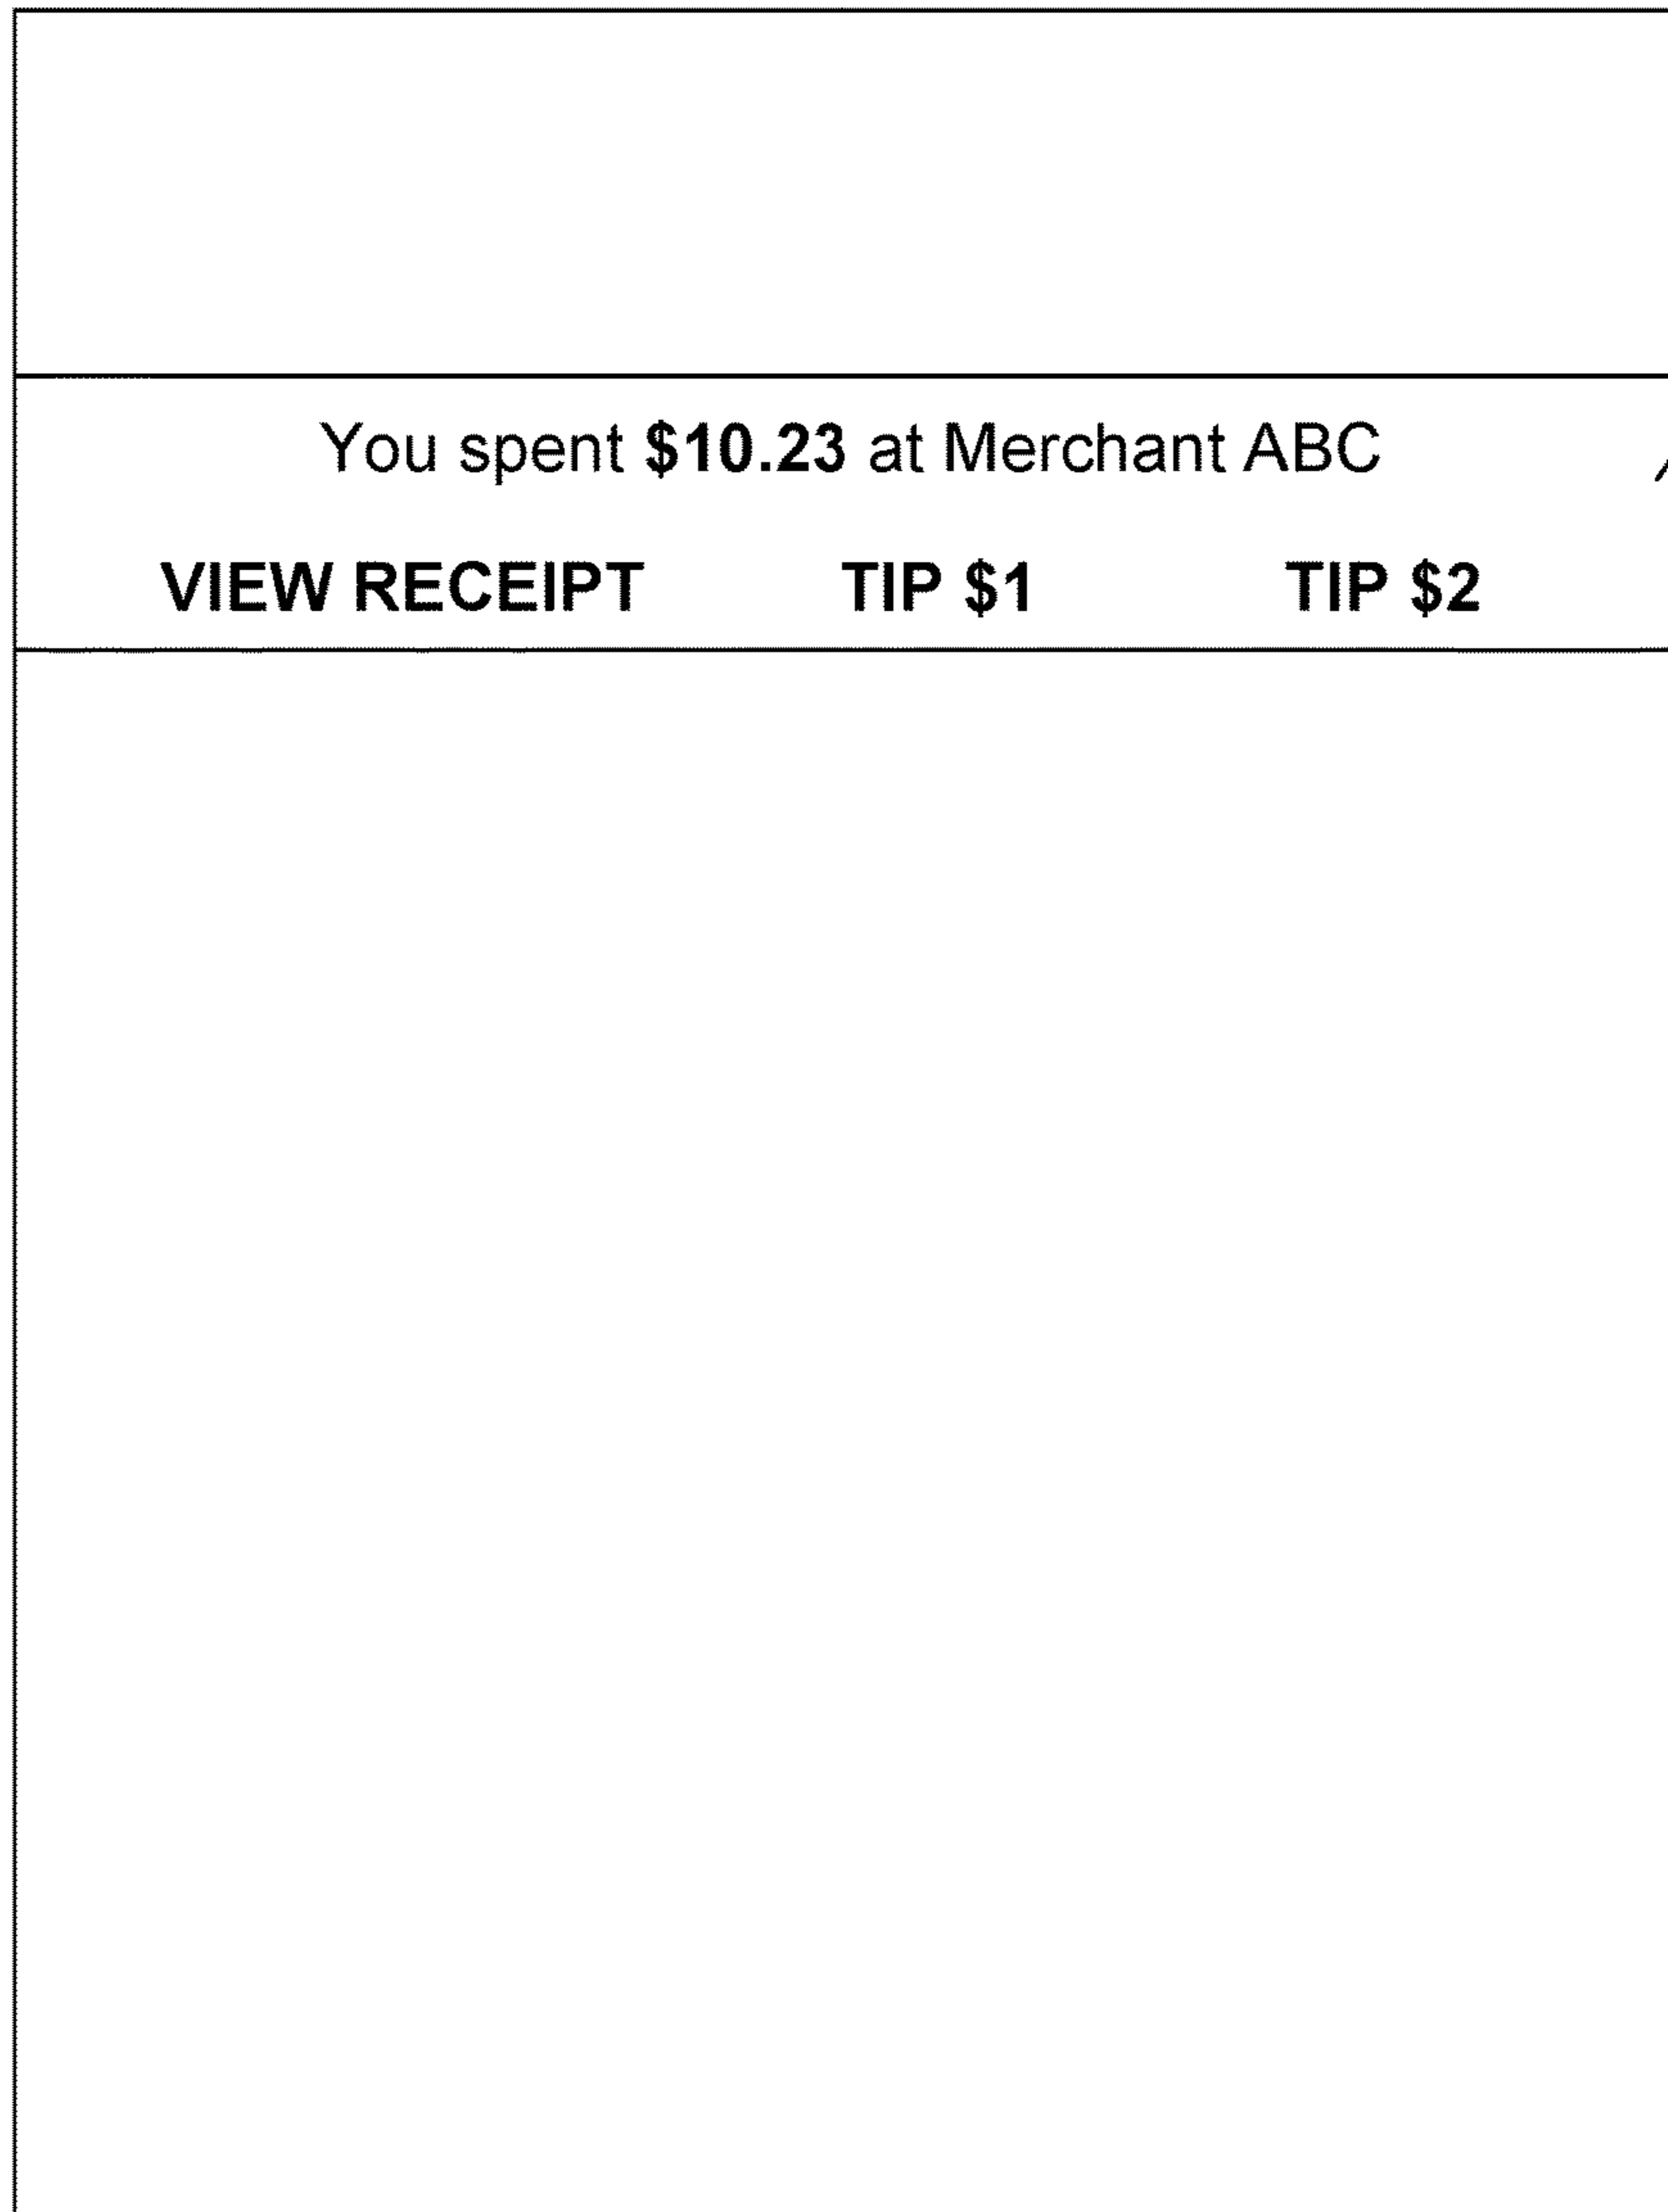 You spent $10.23 at Merchant ABC
VIEW RECEIPT TIP $1 TIP $2